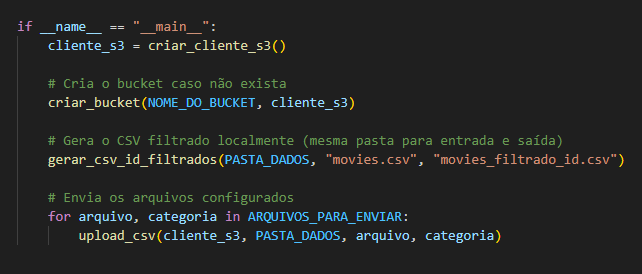 if __name__ == "__main__":
    cliente_s3 = criar_cliente_s3()

    # Cria o bucket caso não exista
    criar_bucket(NOME_DO_BUCKET, cliente_s3)

    # Gera o CSV filtrado localmente (mesma pasta para entrada e saída)
    gerar_csv_id_filtrados(PASTA_DADOS, "movies.csv", "movies_filtrado_id.csv")

    # Envia os arquivos configurados
    for arquivo, categoria in ARQUIVOS_PARA_ENVIAR:
        upload_csv(cliente_s3, PASTA_DADOS, arquivo, categoria)